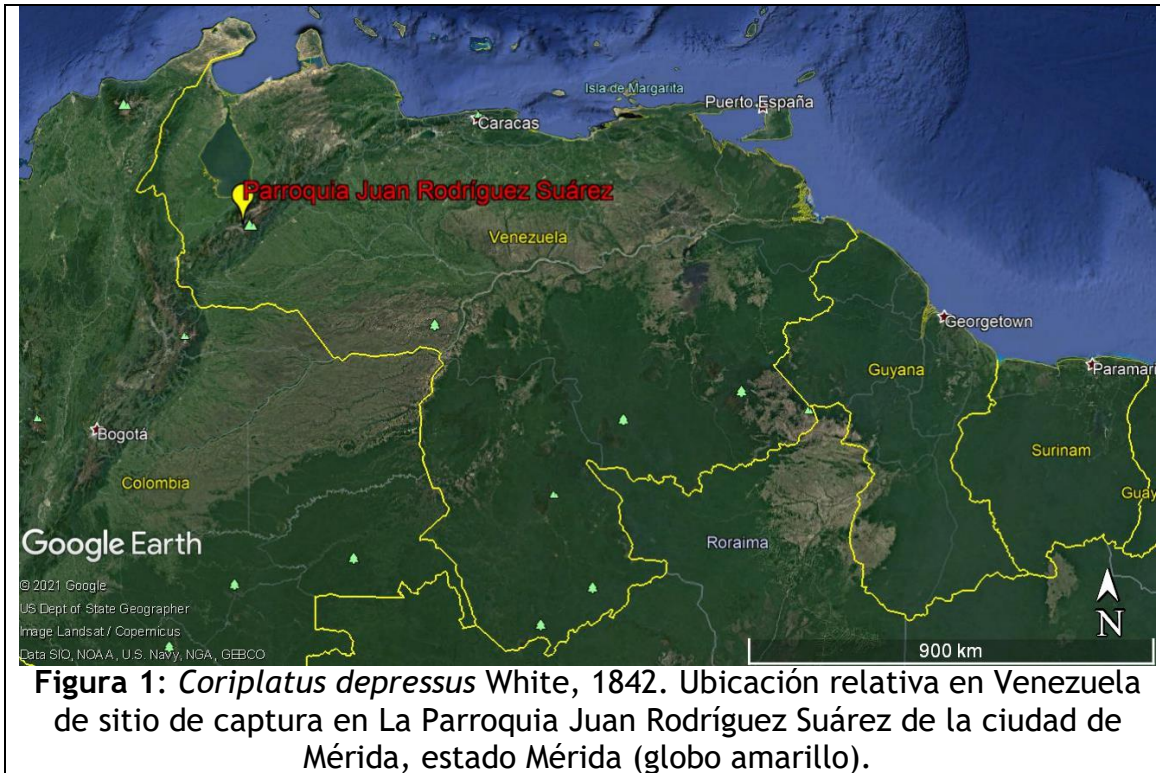 Isla de Margarita
Puerto España
Caracas
Parroquia Juan Rodríguez Suárez
Venezuela
Georgetown
Guyana
Paramari
Bogotá
Surinam
Colombia
Guay
Google Earth
Roraima
© 2021 Google
US Dept of State Geographer
Image Landsat / Copernicus
Data SIO, NOAA, U.S. Navy, NGA, GEBCO
N
900 km
Figura 1: Coriplatus depressus White, 1842. Ubicación relativa en Venezuela
de sitio de captura en La Parroquia Juan Rodríguez Suárez de la ciudad de
Mérida, estado Mérida (globo amarillo).